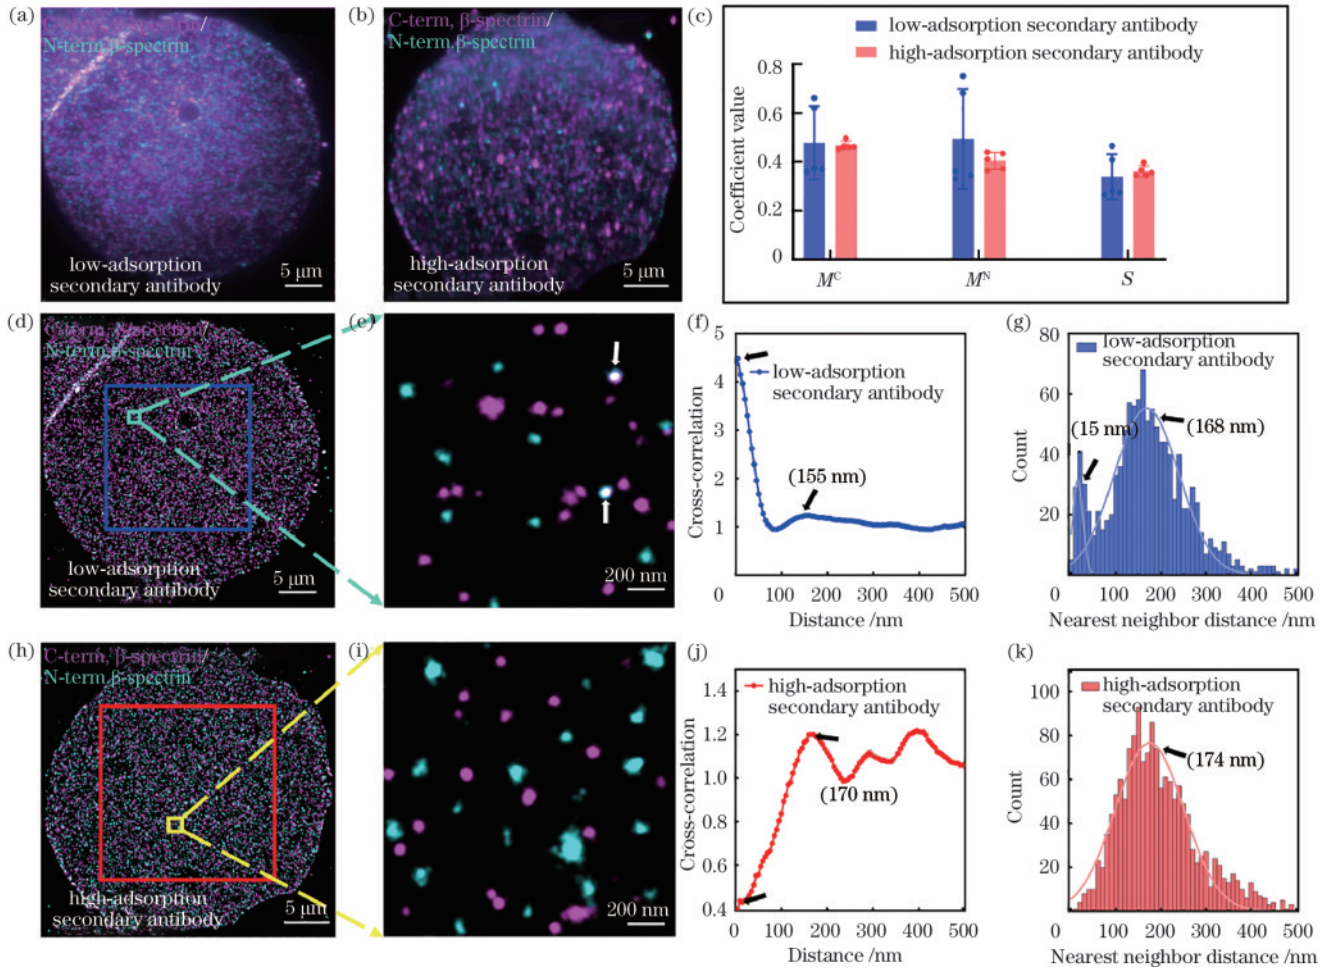 (a)
C-term, β-spectrin/
N-term.β-spectrin
low-adsorption
secondary antibody
5 μm
(b)
C-term, β-spectrin/
N-term.β-spectrin
high-adsorption
secondary antibody
5 μm
(c)
low-adsorption secondary antibody
high-adsorption secondary antibody
Coefficient value
0.8
0.6
0.4
0.2
0
Mᶜ
Mᴺ
S
(d)
C-term, β-spectrin/
N-term.β-spectrin
low-adsorption
secondary antibody
5 μm
(e)
200 nm
(f)
low-adsorption
secondary antibody
(155 nm)
Cross-correlation
5
4
3
2
1
0
0
100
200
300
400
500
Distance /nm
(g)
low-adsorption
secondary antibody
(15 nm)
(168 nm)
Count
80
60
40
20
0
100
200
300
400
500
Nearest neighbor distance/nm
(h)
C-term, β-spectrin/
N-term.β-spectrin
high-adsorption
secondary antibody
5 μm
(i)
200 nm
(j)
high-adsorption
secondary antibody
(170 nm)
Cross-correlation
1.4
1.2
1.0
0.8
0.6
0.4
0
100
200
300
400
500
Distance /nm
(k)
high-adsorption
secondary antibody
(174 nm)
Count
100
80
60
40
20
0
100
200
300
400
500
Nearest neighbor distance/nm